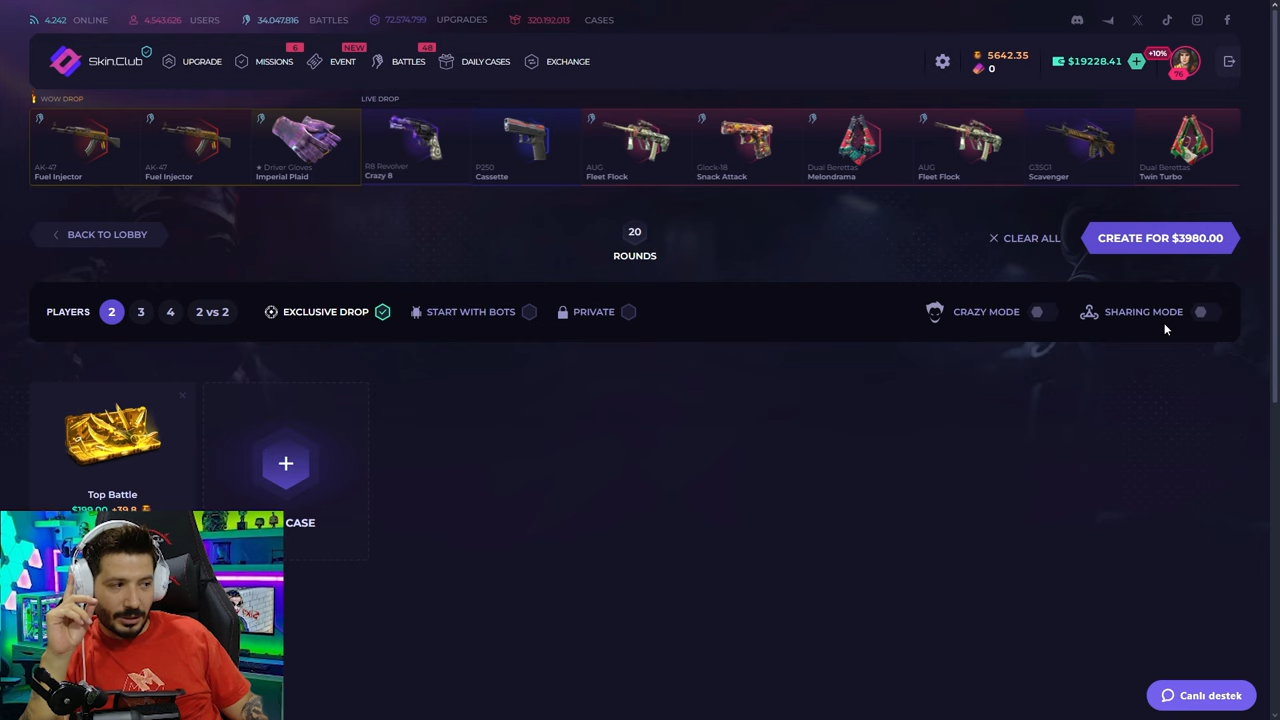 4.242 ONLINE 4.543.626 USERS 34.047.816 BATTLES 72.574.799 UPGRADES 320.192.013 CASES
6 NEW 48
Skin.Club UPGRADE MISSIONS EVENT BATTLES DAILY CASES EXCHANGE 5642.35 0 $19228.41 +10% 76
WOW DROP LIVE DROP
AK-47 AK-47 ★ Driver Gloves R8 Revolver P250 AUG Glock-18 Dual Berettas AUG G3SG1 Dual Berettas
Fuel Injector Fuel Injector Imperial Plaid Crazy 8 Cassette Fleet Flock Snack Attack Melondrama Fleet Flock Scavenger Twin Turbo
BACK TO LOBBY 20 CLEAR ALL CREATE FOR $3980.00
ROUNDS
PLAYERS 2 3 4 2 vs 2 EXCLUSIVE DROP START WITH BOTS PRIVATE CRAZY MODE SHARING MODE
Top Battle
$199.00 +39.8
CASE
Canlı destek